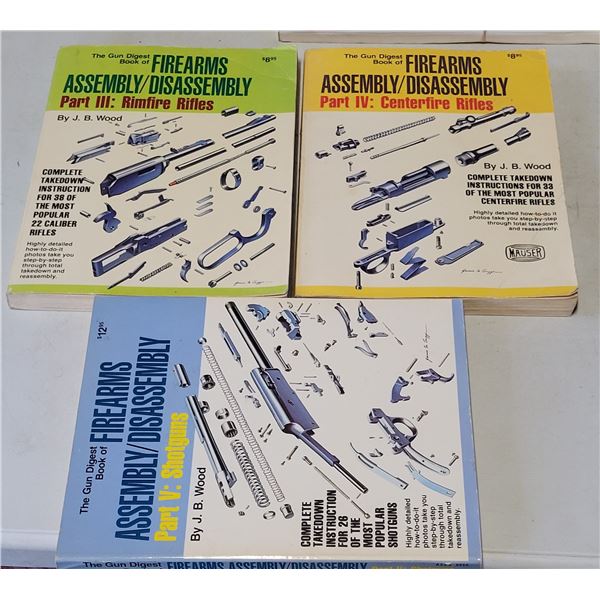 The Gun Digest
Book of FIREARMS
$6.95
ASSEMBLY/DISASSEMBLY
Part III: Rimfire Rifles
By J. B. Wood
COMPLETE
TAKEDOWN
INSTRUCTION
FOR 38 OF
THE MOST
POPULAR
22 CALIBER
RIFLES
Highly detailed
how-to-do-it
photos take you
step-by-step
through total
takedown and
reassembly.
The Gun Digest
Book of FIREARMS
$8.95
ASSEMBLY/DISASSEMBLY
Part IV: Centerfire Rifles
By J. B. Wood
COMPLETE TAKEDOWN
INSTRUCTIONS FOR 33
OF THE MOST POPULAR
CENTERFIRE RIFLES
Highly detailed how-to-do-it
photos take you step-by-step
through total takedown
and reassembly.
MAUSER
$12.95
The Gun Digest
Book of FIREARMS
ASSEMBLY/DISASSEMBLY
Part V: Shotguns
By J. B. Wood
COMPLETE
TAKEDOWN
INSTRUCTION
FOR 26 OF
THE MOST
POPULAR
SHOTGUNS
Highly detailed
how-to-do-it
photos take you
step-by-step
through total
takedown and
reassembly.
The Gun Digest Book of FIREARMS ASSEMBLY/DISASSEMBLY